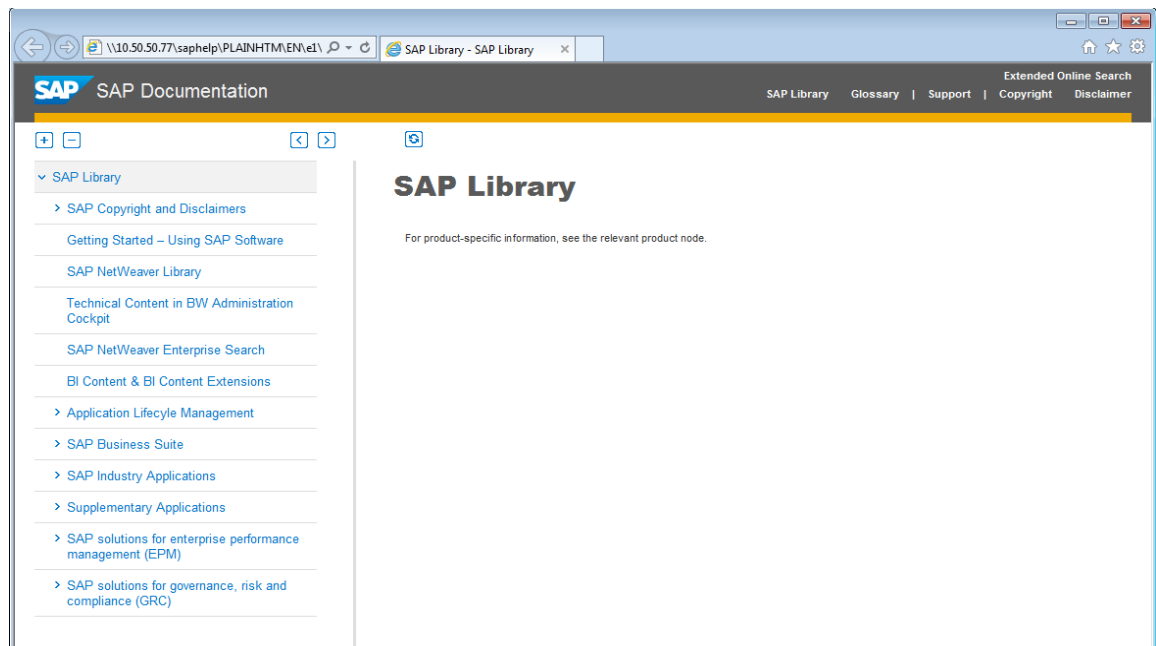 \\10.50.50.77\saphelp\PLAINHTM\EN\e1\
SAP Library - SAP Library
SAP
SAP Documentation
Extended Online Search
SAP Library Glossary | Support | Copyright Disclaimer
SAP Library
SAP Copyright and Disclaimers
Getting Started – Using SAP Software
SAP NetWeaver Library
Technical Content in BW Administration
Cockpit
SAP NetWeaver Enterprise Search
BI Content & BI Content Extensions
Application Lifecyle Management
SAP Business Suite
SAP Industry Applications
Supplementary Applications
SAP solutions for enterprise performance
management (EPM)
SAP solutions for governance, risk and
compliance (GRC)
SAP Library
For product-specific information, see the relevant product node.